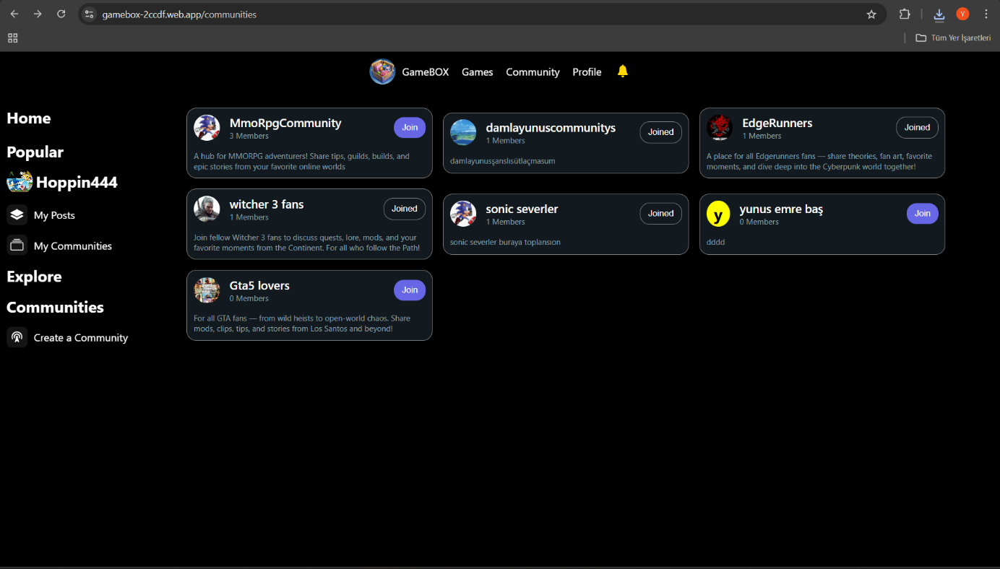 gamebox-2ccdf.web.app/communities
Y
Tüm Yer İşaretleri
GameBOX
Games
Community
Profile
Home
Popular
Hoppin444
My Posts
My Communities
Explore
Communities
Create a Community
MmoRpgCommunity
3 Members
Join
A hub for MMORPG adventurers! Share tips, guilds, builds, and
epic stories from your favorite online worlds
damlayunuscommunitys
1 Members
Joined
damlayunusşanslısütlaçmasum
EdgeRunners
1 Members
Joined
A place for all Edgerunners fans — share theories, fan art, favorite
moments, and dive deep into the Cyberpunk world together!
witcher 3 fans
1 Members
Joined
Join fellow Witcher 3 fans to discuss quests, lore, mods, and your
favorite moments from the Continent. For all who follow the Path!
sonic severler
1 Members
Joined
sonic severler buraya toplansıon
y
yunus emre baş
0 Members
Join
dddd
Gta5 lovers
0 Members
Join
For all GTA fans — from wild heists to open-world chaos. Share
mods, clips, tips, and stories from Los Santos and beyond!